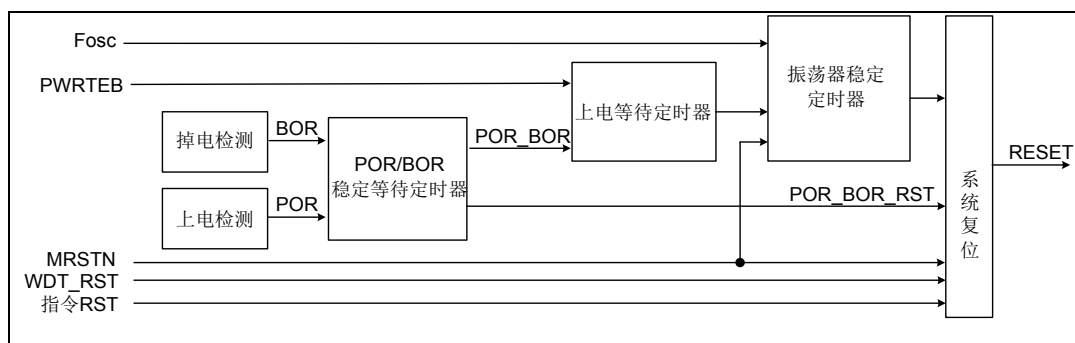 Fosc
PWRTEB
掉电检测
BOR
上电检测
POR
POR/BOR
稳定等待定时器
POR_BOR
上电等待定时器
振荡器稳定
定时器
POR_BOR_RST
MRSTN
WDT_RST
指令RST
系统复位
RESET